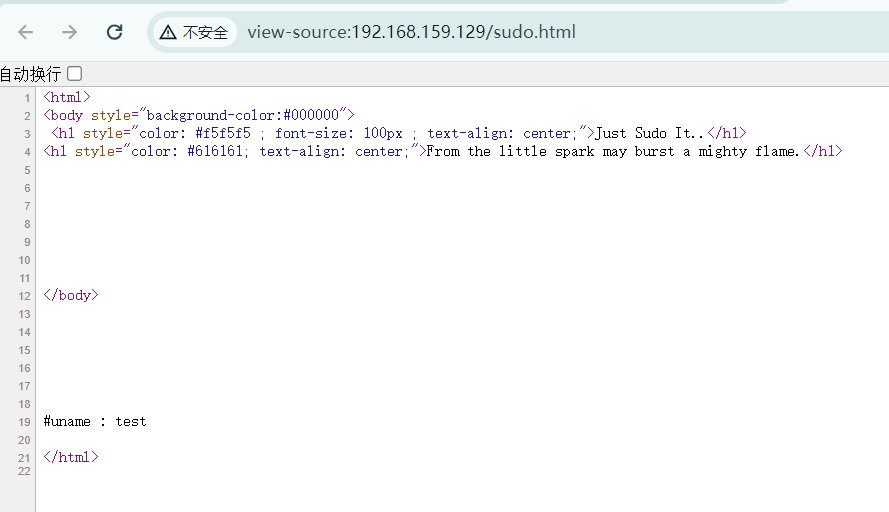 不安全 view-source:192.168.159.129/sudo.html
自动换行
1 <html>
2 <body style="background-color:#000000">
3 <h1 style="color: #f5f5f5 ; font-size: 100px ; text-align: center;">Just Sudo It..</h1>
4 <h1 style="color: #616161; text-align: center;">From the little spark may burst a mighty flame.</h1>
5
6
7
8
9
10
11
12 </body>
13
14
15
16
17
18
19 #uname : test
20
21 </html>
22